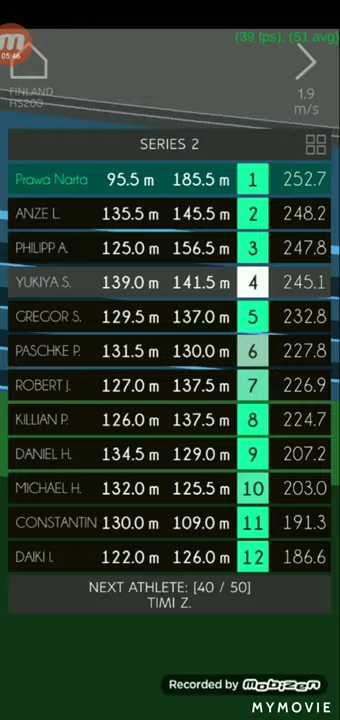 (39 fps), (51 avg)
05:46
FINLAND
HS200
1.9
m/s
SERIES 2
Prawa Narta 95.5 m 185.5 m 1 252.7
ANZE L. 135.5 m 145.5 m 2 248.2
PHILIPP A. 125.0 m 156.5 m 3 247.8
YUKIYA S. 139.0 m 141.5 m 4 245.1
GREGOR S. 129.5 m 137.0 m 5 232.8
PASCHKE P. 131.5 m 130.0 m 6 227.8
ROBERT J. 127.0 m 137.5 m 7 226.9
KILLIAN P. 126.0 m 137.5 m 8 224.7
DANIEL H. 134.5 m 129.0 m 9 207.2
MICHAEL H. 132.0 m 125.5 m 10 203.0
CONSTANTIN 130.0 m 109.0 m 11 191.3
DAIKI I. 122.0 m 126.0 m 12 186.6
NEXT ATHLETE: [40 / 50]
TIMI Z.
Recorded by mobizen
MYMOVIE